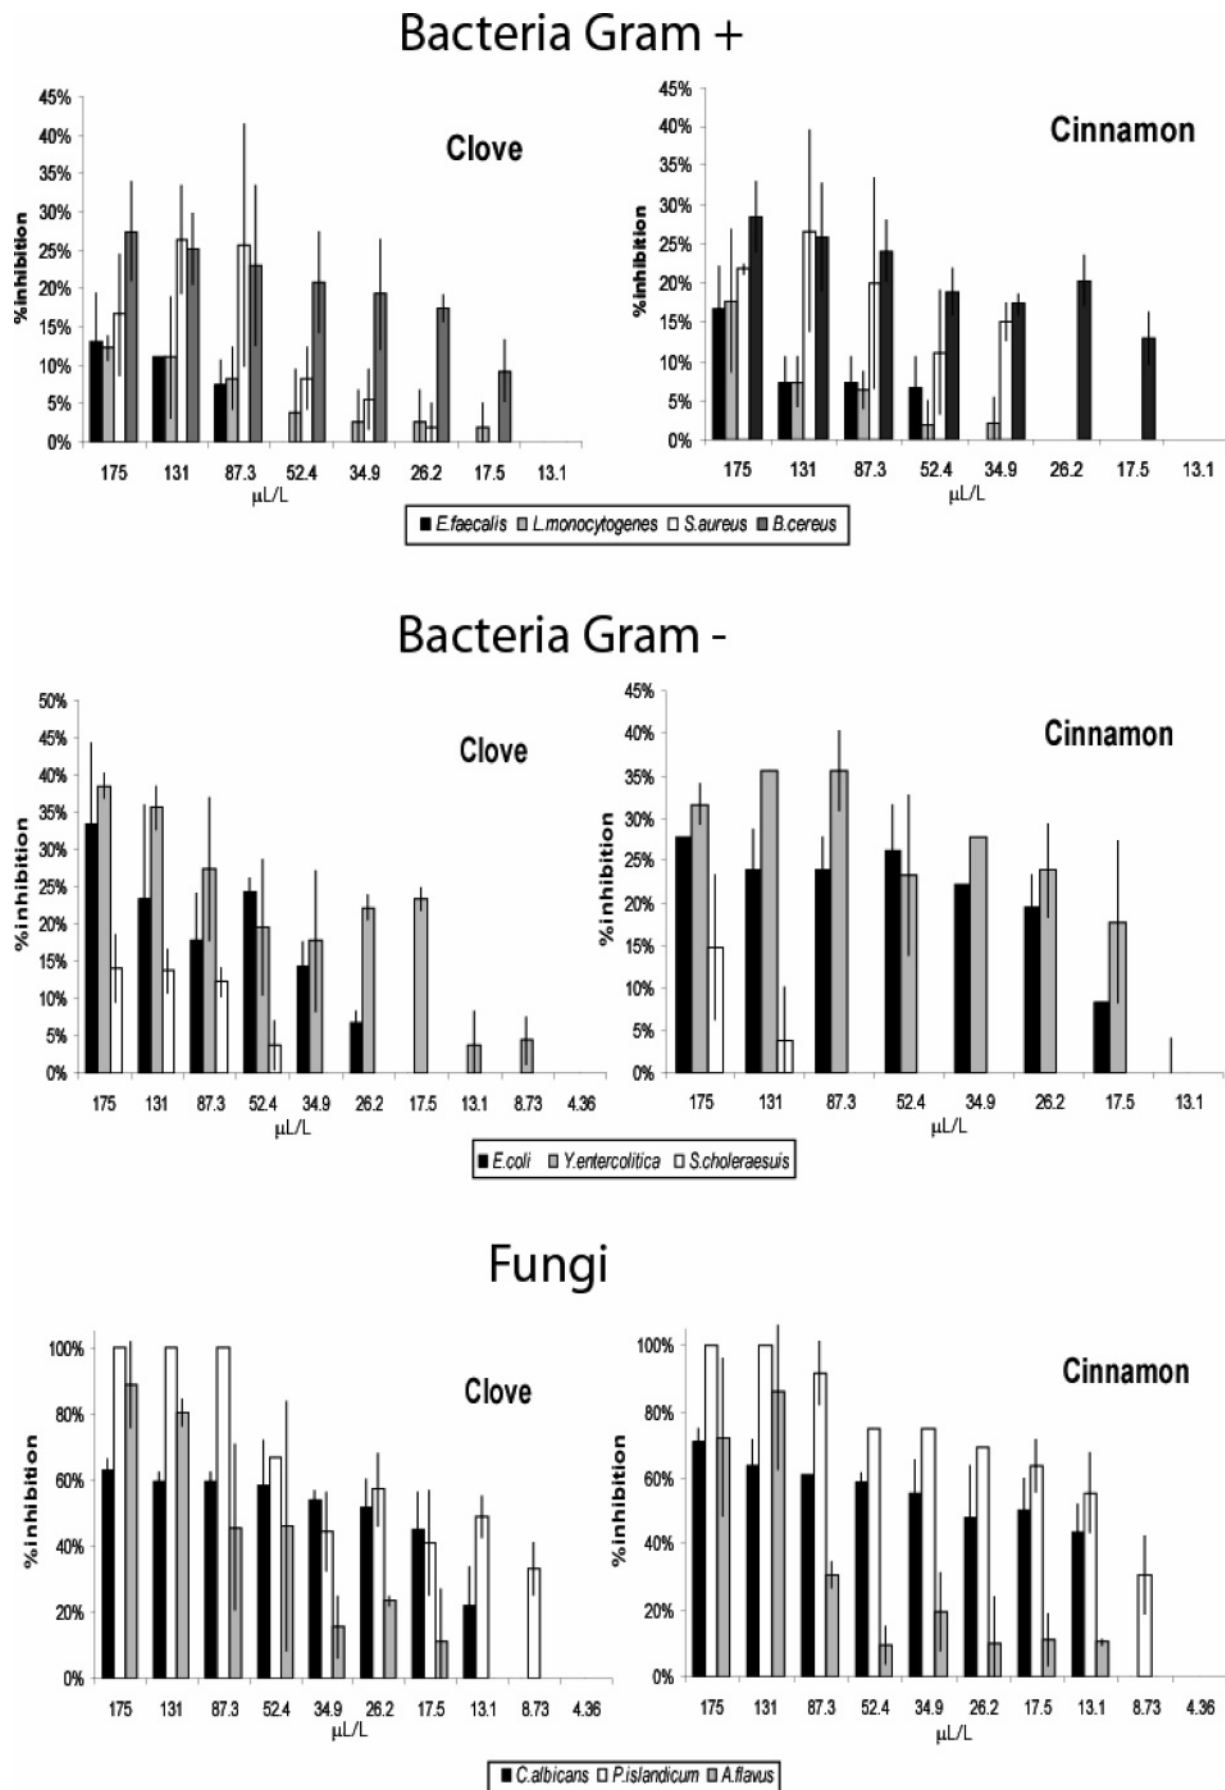 Bacteria Gram +
45%
40%
35%
30%
25%
20%
15%
10%
5%
0%
%inhibition
Clove
175 131 87.3 52.4 34.9 26.2 17.5 13.1
µL/L
45%
40%
35%
30%
25%
20%
15%
10%
5%
0%
%inhibition
Cinnamon
175 131 87.3 52.4 34.9 26.2 17.5 13.1
µL/L
E.faecalis L.monocytogenes S.aureus B.cereus
Bacteria Gram -
50%
45%
40%
35%
30%
25%
20%
15%
10%
5%
0%
%inhibition
Clove
175 131 87.3 52.4 34.9 26.2 17.5 13.1 8.73 4.36
µL/L
45%
40%
35%
30%
25%
20%
15%
10%
5%
0%
%inhibition
Cinnamon
175 131 87.3 52.4 34.9 26.2 17.5 13.1
µL/L
E.coli Y.entercolitica S.choleraesuis
Fungi
100%
80%
60%
40%
20%
0%
%inhibition
Clove
175 131 87.3 52.4 34.9 26.2 17.5 13.1 8.73 4.36
µL/L
100%
80%
60%
40%
20%
0%
%inhibition
Cinnamon
175 131 87.3 52.4 34.9 26.2 17.5 13.1 8.73 4.36
µL/L
C.albicans P.islandicum A.flavus